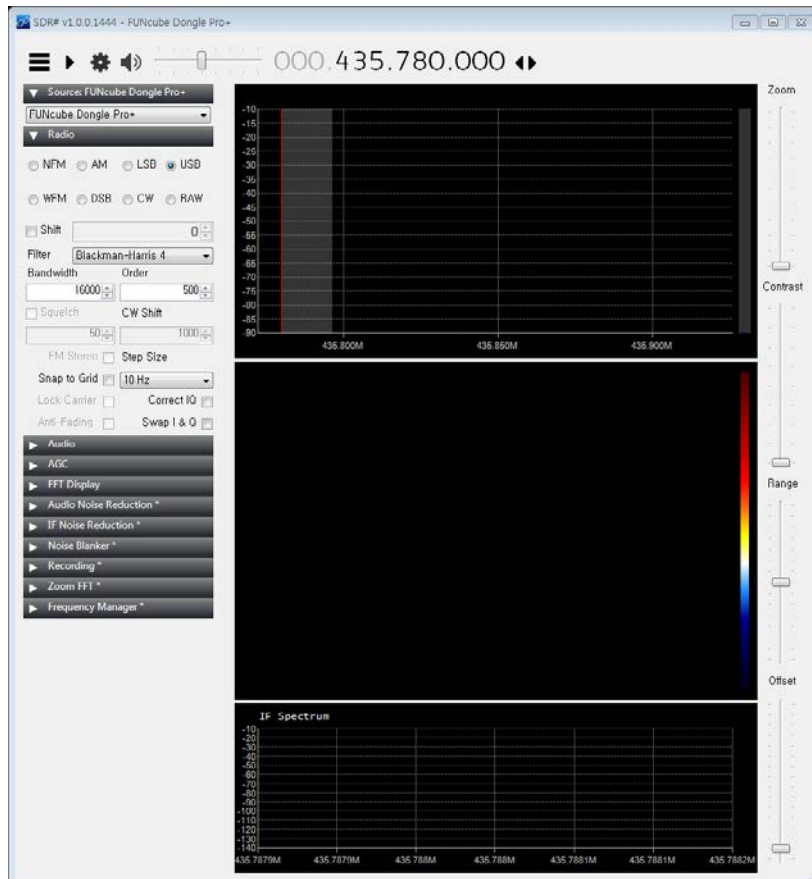 SDR# v1.0.0.1444 - FUNcube Dongle Pro+
000.435.780.000
Source: FUNcube Dongle Pro+
FUNcube Dongle Pro+
Radio
NFM AM LSB USB
WFM DSB CW RAW
Shift 0
Filter Blackman-Harris 4
Bandwidth Order
16000 500
Squelch CW Shift
50 1000
FM Stereo Step Size
Snap to Grid 10 Hz
Lock Carrier Correct IQ
Anti-Fading Swap I & Q
Audio
AGC
FFT Display
Audio Noise Reduction *
IF Noise Reduction *
Noise Blanker *
Recording *
Zoom FFT *
Frequency Manager *
-10
-15
-20
-25
-30
-35
-40
-45
-50
-55
-60
-65
-70
-75
-80
-85
-90
435.800M 435.850M 435.900M
IF Spectrum
-10
-20
-30
-40
-50
-60
-70
-80
-90
-100
-110
-120
-130
-140
435.7879M 435.7879M 435.788M 435.788M 435.7881M 435.7881M 435.7882M
Zoom
Contrast
Range
Offset